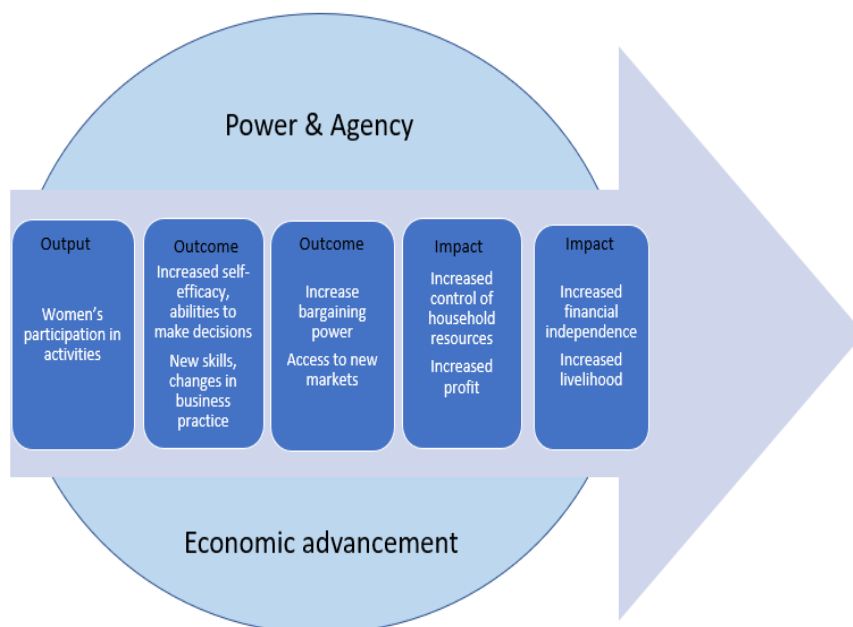 Power & Agency
Output
Women's
participation in
activities
Outcome
Increased self-
efficacy,
abilities to
make decisions
New skills,
changes in
business
practice
Outcome
Increase
bargaining
power
Access to new
markets
Impact
Increased
control of
household
resources
Increased
profit
Impact
Increased
financial
independence
Increased
livelihood
Economic advancement